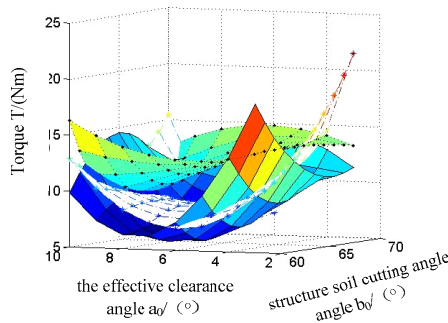 25
20
15
10
5
Torque T/(Nm)
10
8
6
4
2
60
65
70
the effective clearance
angle a₀/ (°)
structure soil cutting angle
angle b₀/ (°)